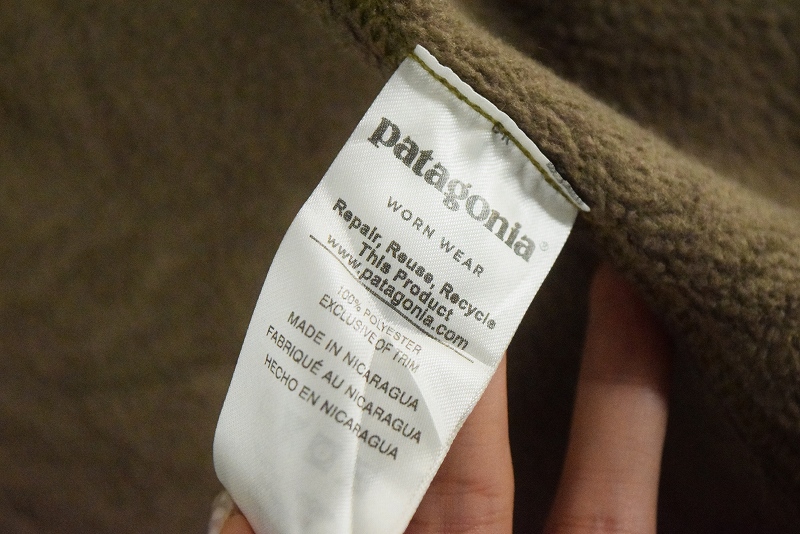 patagonia®
WORN WEAR
Repair, Reuse, Recycle
This Product
www.patagonia.com
100% POLYESTER
EXCLUSIVE OF TRIM
MADE IN NICARAGUA
FABRIQUÉ AU NICARAGUA
HECHO EN NICARAGUA